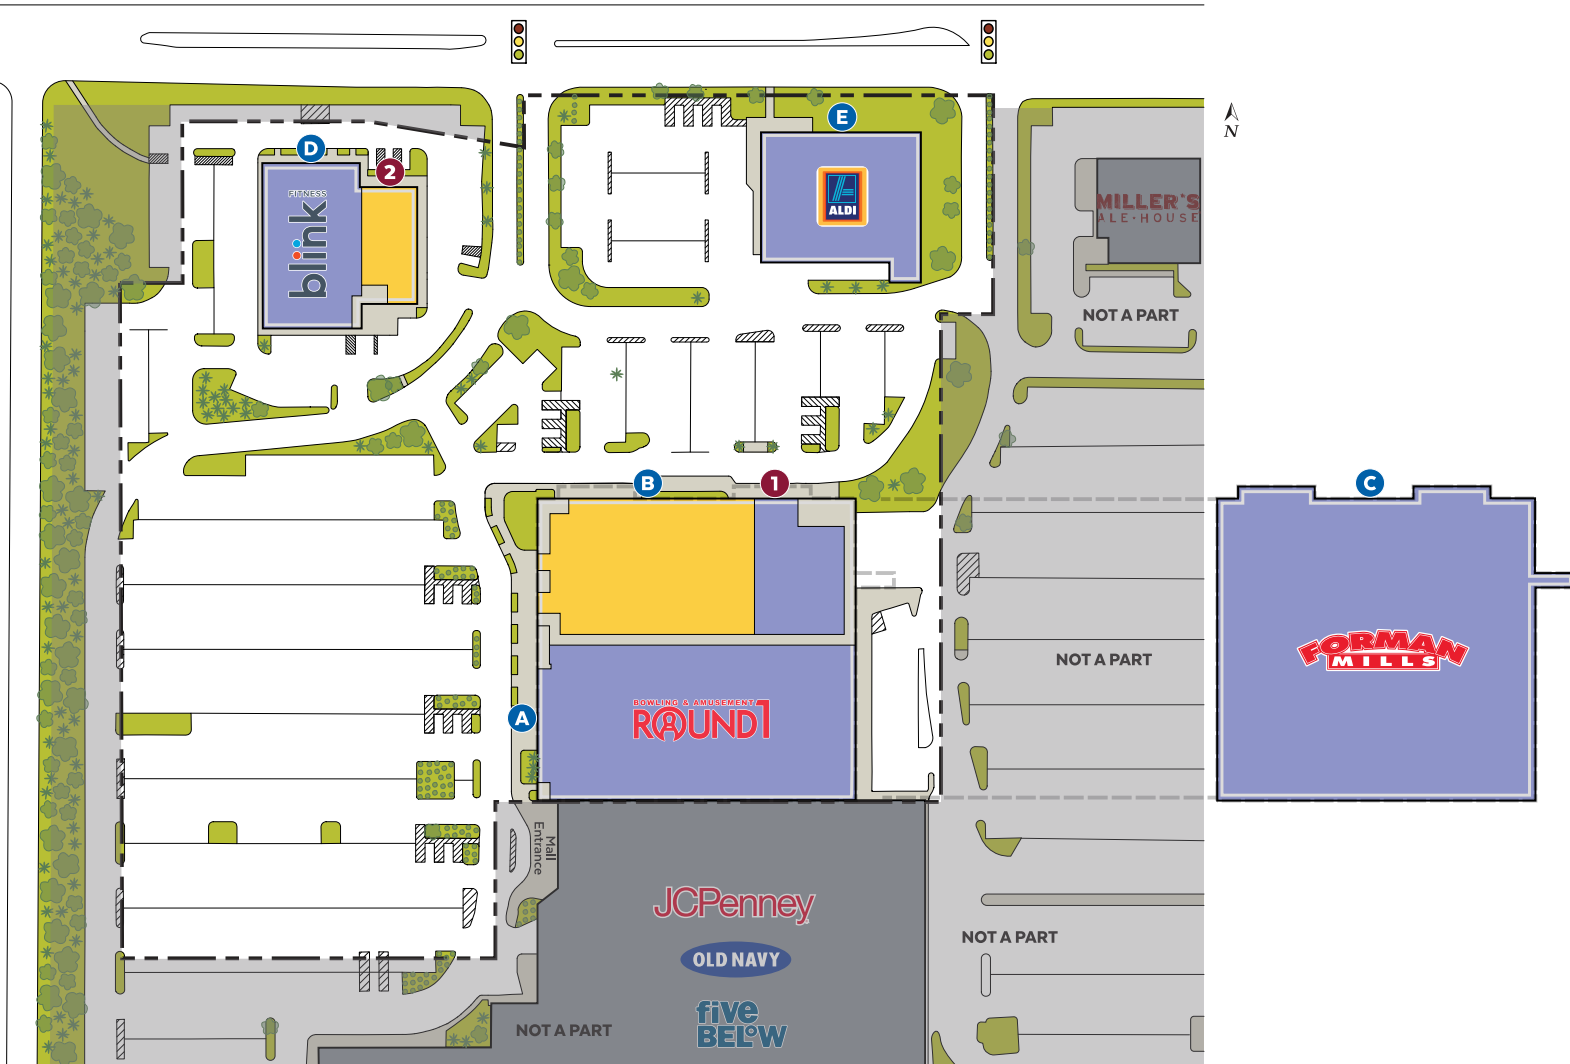 E
D
2
FITNESS
blink
ALDI
N
MILLER'S
ALE•HOUSE
NOT A PART
B
1
C
FORMAN
MILLS
NOT A PART
A
BOWLING & AMUSEMENT
ROUND1
Mall
Entrance
JCPenney
OLD NAVY
NOT A PART
five
BELOW
NOT A PART